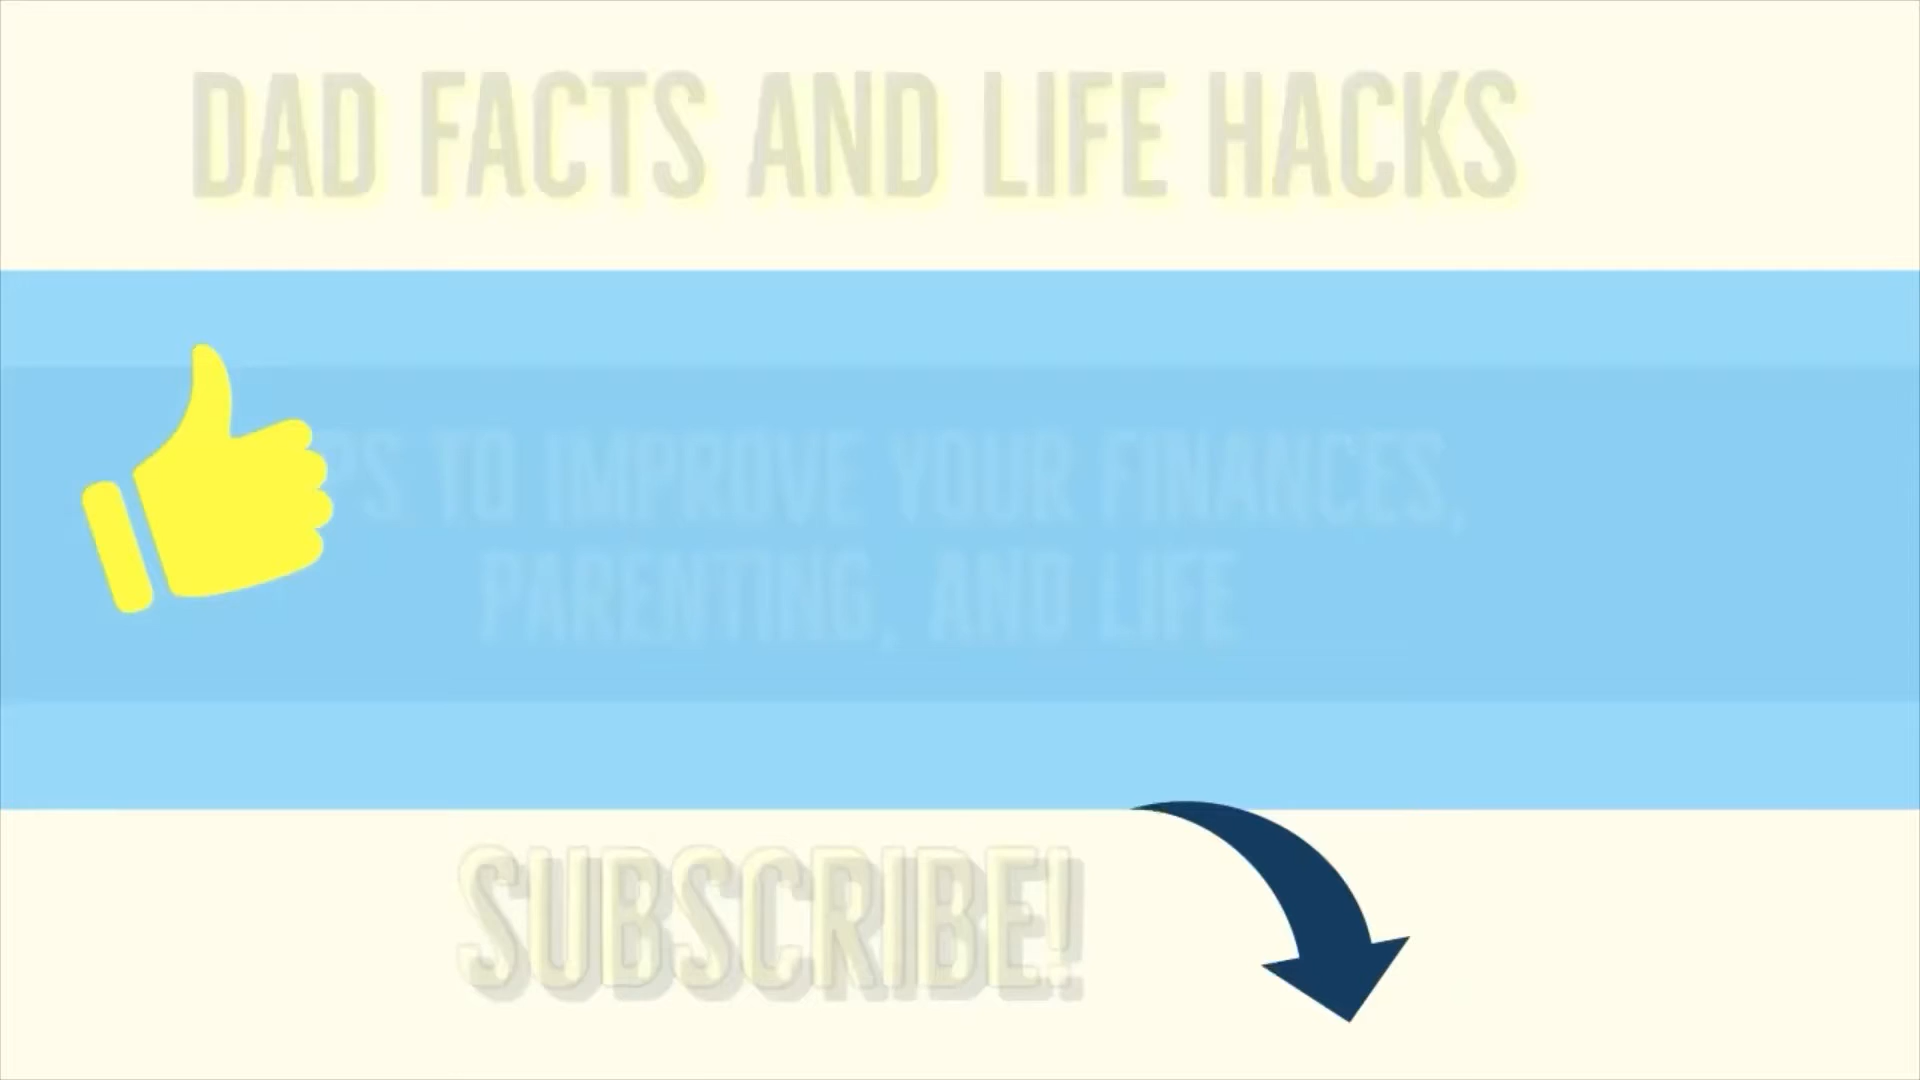 DAD FACTS AND LIFE HACKS
PS TO IMPROVE YOUR FINANCES,
PARENTING, AND LIFE
SUBSCRIBE!